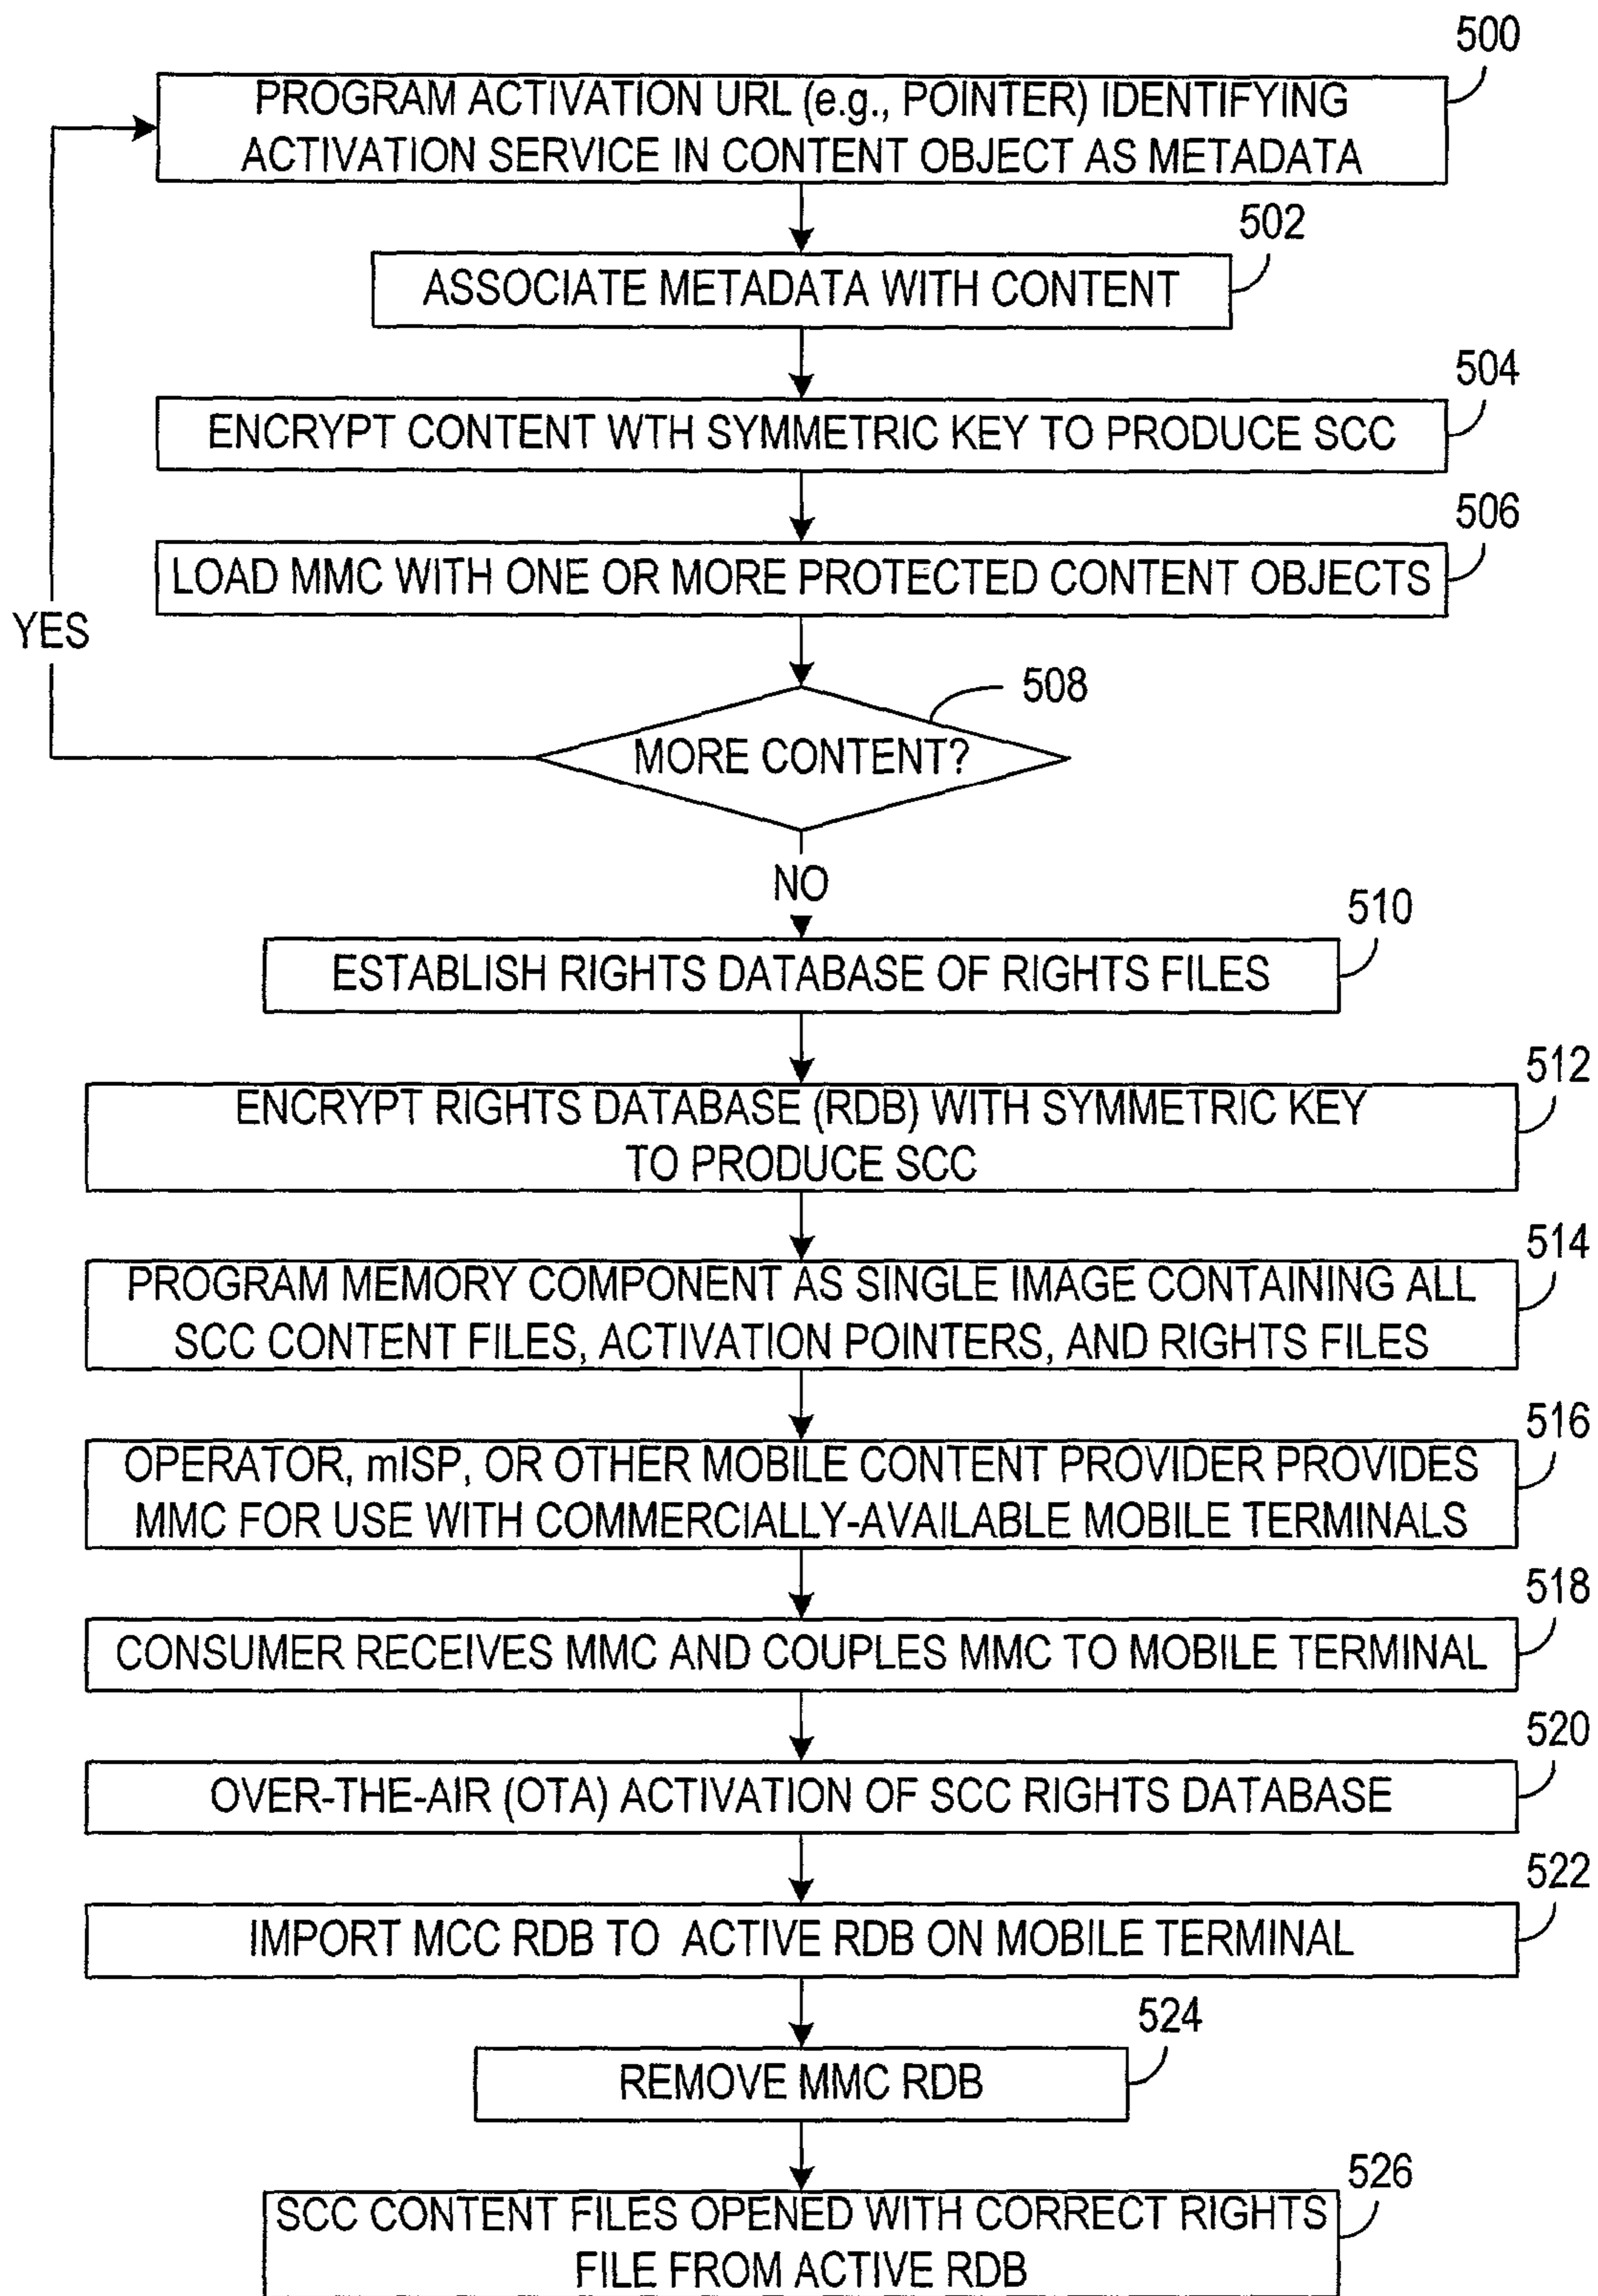 500
PROGRAM ACTIVATION URL (e.g., POINTER) IDENTIFYING
ACTIVATION SERVICE IN CONTENT OBJECT AS METADATA
502
ASSOCIATE METADATA WITH CONTENT
504
ENCRYPT CONTENT WTH SYMMETRIC KEY TO PRODUCE SCC
506
LOAD MMC WITH ONE OR MORE PROTECTED CONTENT OBJECTS
YES
508
MORE CONTENT?
NO
510
ESTABLISH RIGHTS DATABASE OF RIGHTS FILES
512
ENCRYPT RIGHTS DATABASE (RDB) WITH SYMMETRIC KEY
TO PRODUCE SCC
514
PROGRAM MEMORY COMPONENT AS SINGLE IMAGE CONTAINING ALL
SCC CONTENT FILES, ACTIVATION POINTERS, AND RIGHTS FILES
516
OPERATOR, mISP, OR OTHER MOBILE CONTENT PROVIDER PROVIDES
MMC FOR USE WITH COMMERCIALLY-AVAILABLE MOBILE TERMINALS
518
CONSUMER RECEIVES MMC AND COUPLES MMC TO MOBILE TERMINAL
520
OVER-THE-AIR (OTA) ACTIVATION OF SCC RIGHTS DATABASE
522
IMPORT MCC RDB TO ACTIVE RDB ON MOBILE TERMINAL
524
REMOVE MMC RDB
526
SCC CONTENT FILES OPENED WITH CORRECT RIGHTS
FILE FROM ACTIVE RDB